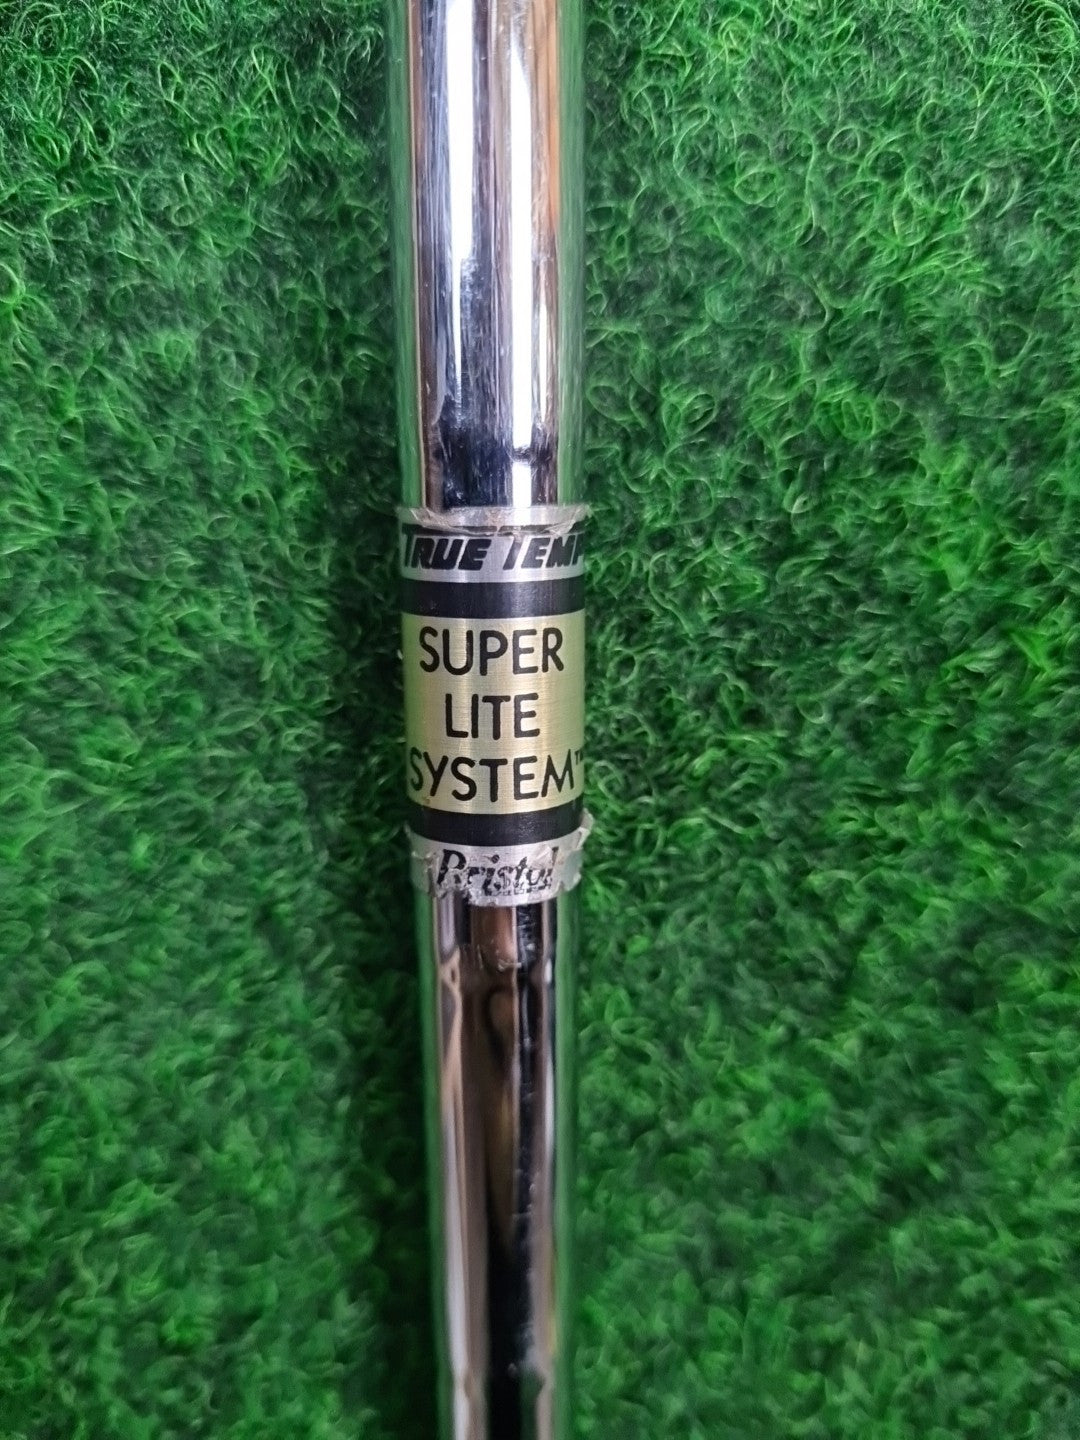 TRUE TEMP
SUPER
LITE
SYSTEM™
Bristol